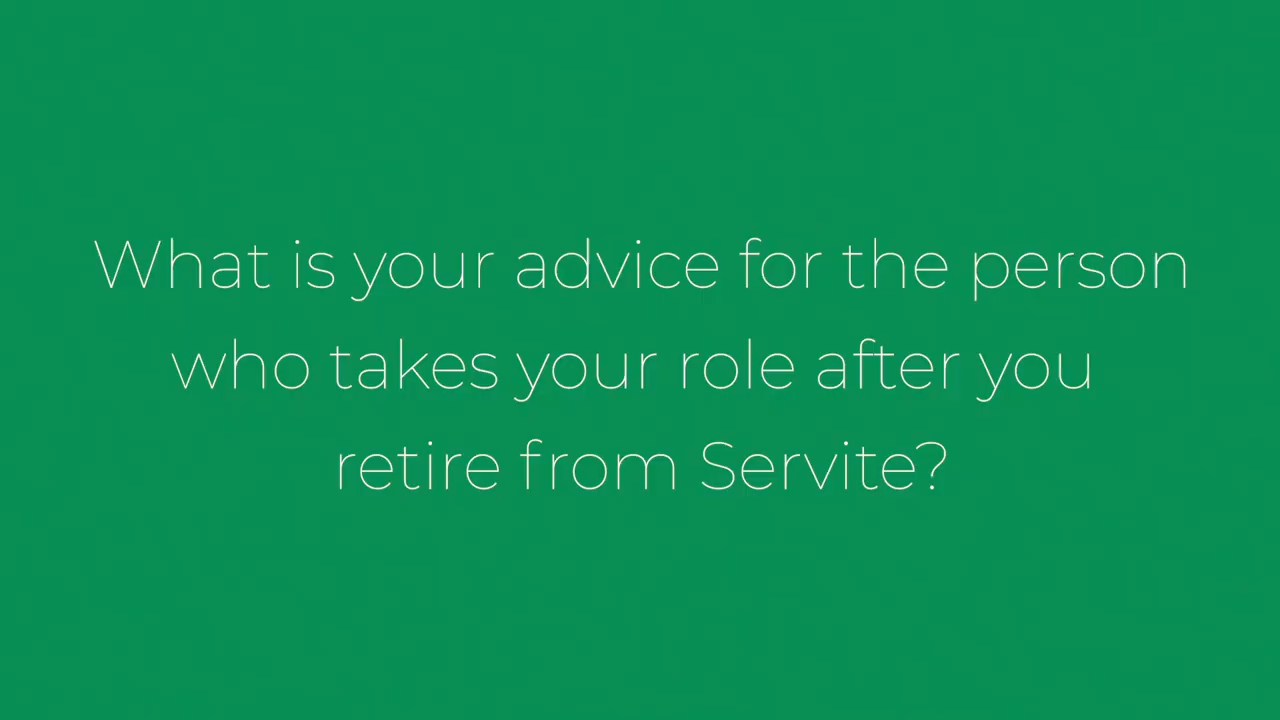 What is your advice for the person
who takes your role after you
retire from Servite?